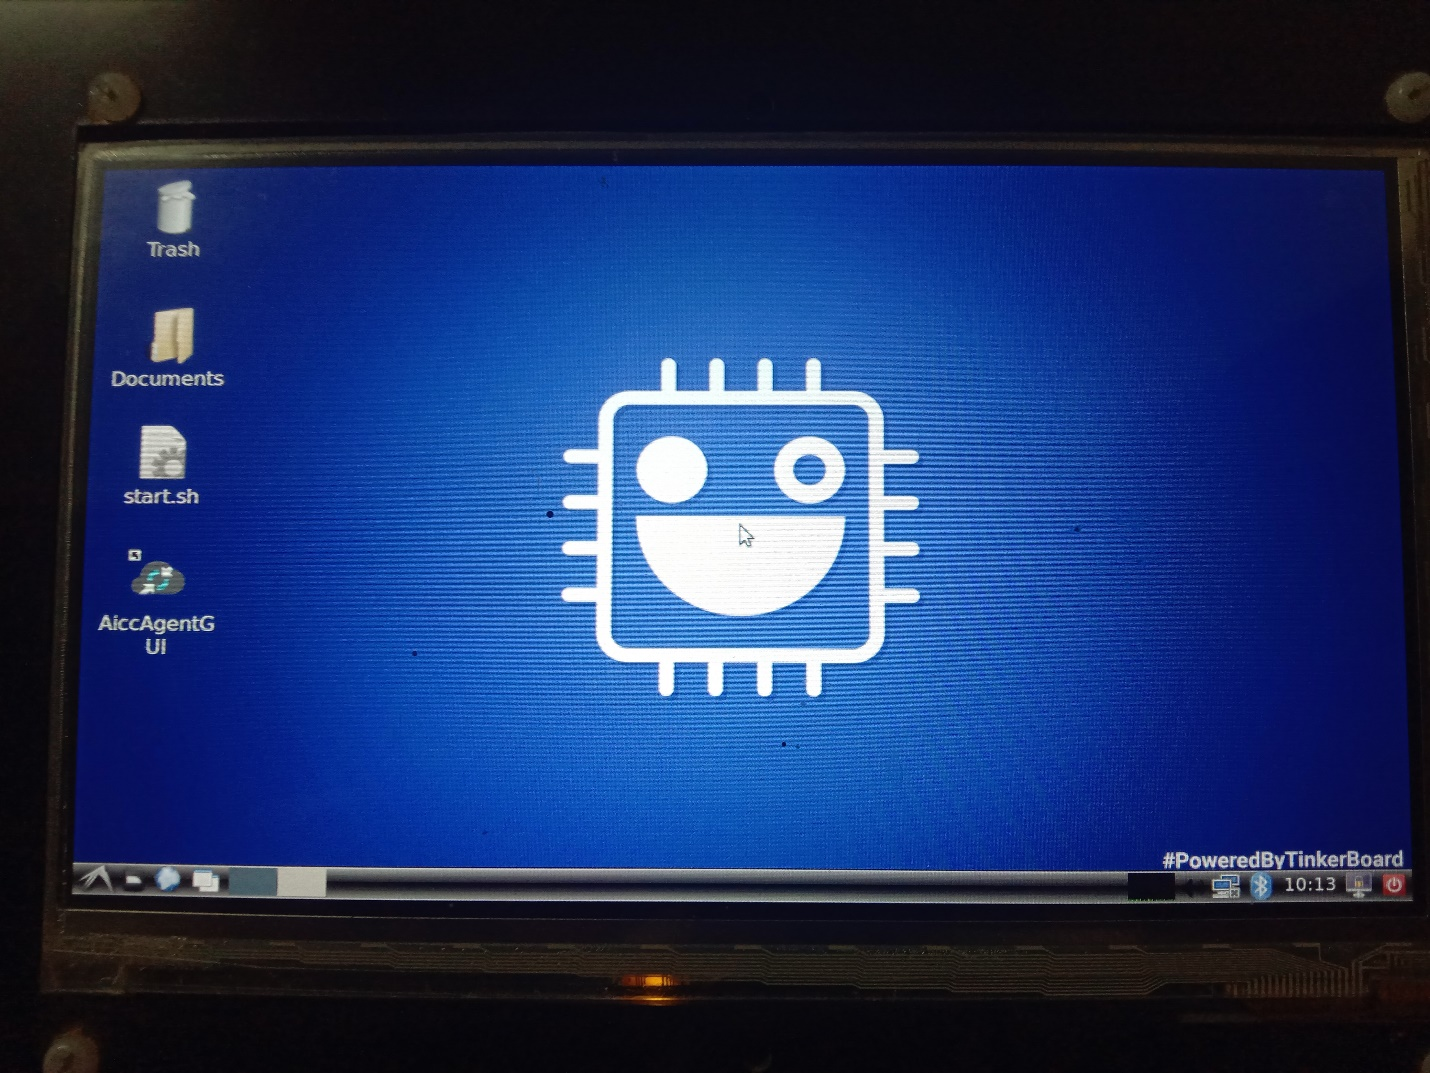 Trash
Documents
start.sh
AiccAgentG
UI
#PoweredByTinkerBoard
10:13